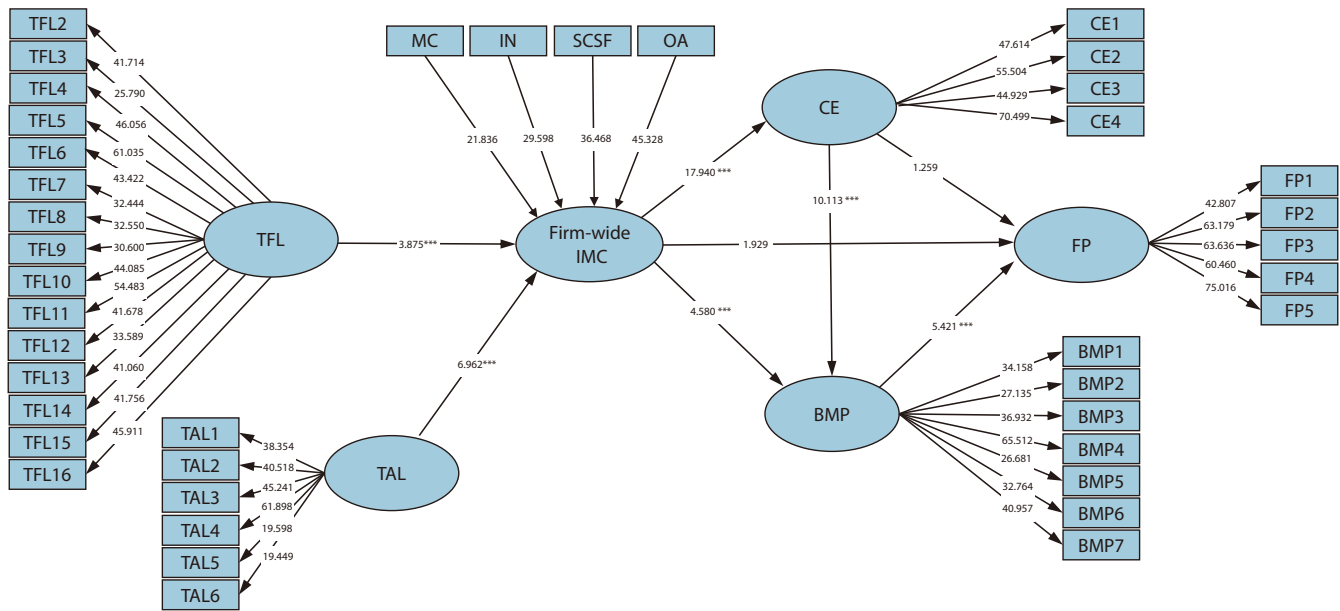 TFL2
TFL3
TFL4
TFL5
TFL6
TFL7
TFL8
TFL9
TFL10
TFL11
TFL12
TFL13
TFL14
TFL15
TFL16
41.714
25.790
46.056
61.035
43.422
32.444
32.550
30.600
44.085
54.483
41.678
33.589
41.060
41.756
45.911
TFL
3.875***
TAL1
TAL2
TAL3
TAL4
TAL5
TAL6
38.354
40.518
45.241
61.898
19.598
19.449
TAL
6.962***
MC
IN
SCSF
OA
21.836
29.598
36.468
45.328
Firm-wide
IMC
17.940 ***
1.929
4.580 ***
CE
47.614
55.504
44.929
70.499
CE1
CE2
CE3
CE4
1.259
10.113 ***
BMP
5.421 ***
34.158
27.135
36.932
65.512
26.681
32.764
40.957
BMP1
BMP2
BMP3
BMP4
BMP5
BMP6
BMP7
FP
42.807
63.179
63.636
60.460
75.016
FP1
FP2
FP3
FP4
FP5